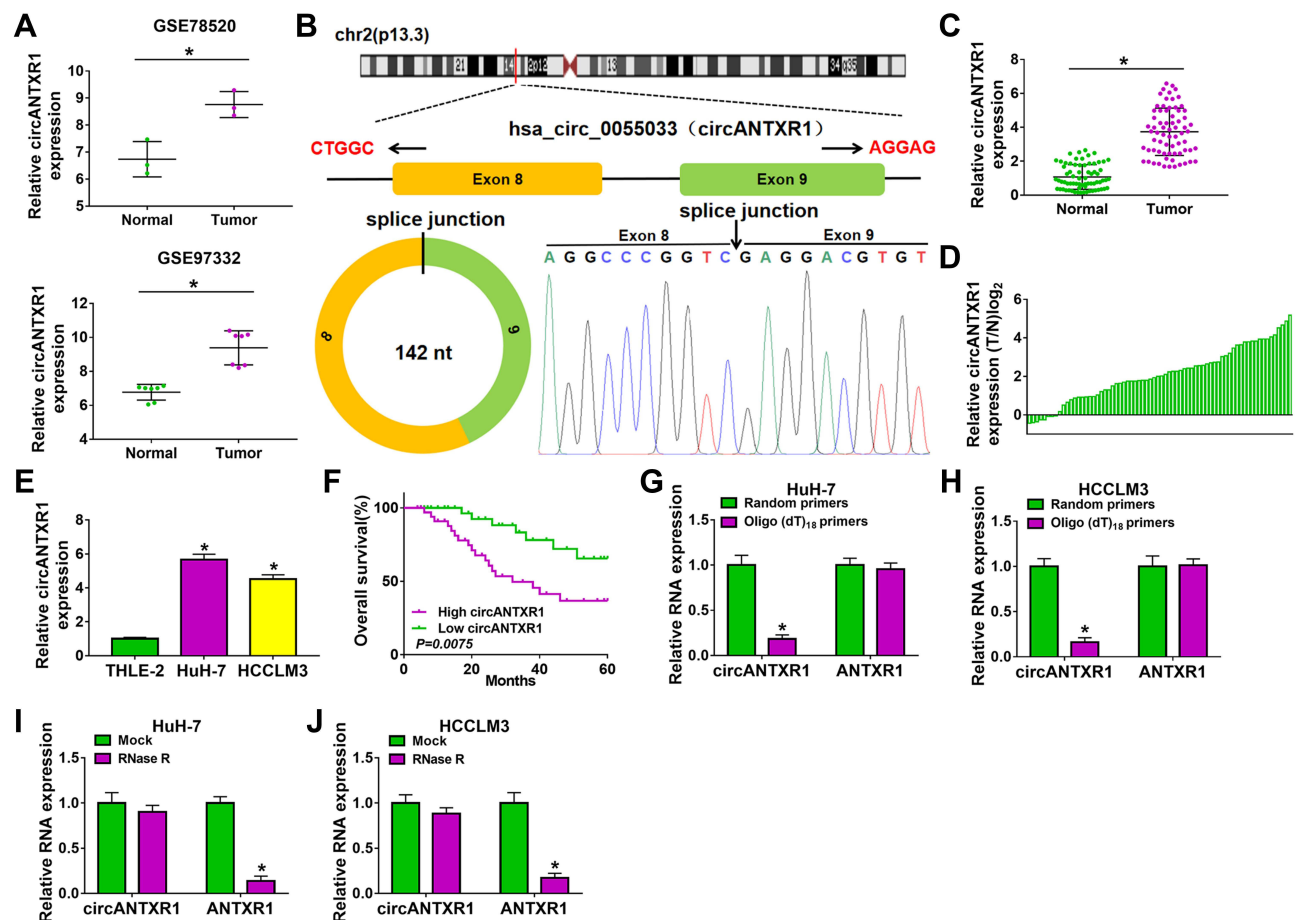 A
GSE78520
*
Relative circANTXR1
expression
10
9
8
7
6
5
Normal
Tumor
GSE97332
*
Relative circANTXR1
expression
12
10
8
6
4
Normal
Tumor
B
chr2(p13.3)
21
14
2p12
13
34
q35
hsa_circ_0055033（circANTXR1）
CTGGC
AGGAG
Exon 8
Exon 9
splice junction
8
9
142 nt
splice junction
Exon 8
Exon 9
A G G C C C G G T C G A G G A C G T G T
C
Relative circANTXR1
expression
*
8
6
4
2
0
Normal
Tumor
D
Relative circANTXR1
expression (T/N)log2
6
4
2
0
E
Relative circANTXR1
expression
8
6
4
2
0
*
*
THLE-2
HuH-7
HCCLM3
F
Overall survival(%)
100
50
0
High circANTXR1
Low circANTXR1
P=0.0075
0
20
40
60
Months
G
HuH-7
Random primers
Oligo (dT)18 primers
Relative RNA expression
1.5
1.0
0.5
0.0
*
circANTXR1
ANTXR1
H
HCCLM3
Random primers
Oligo (dT)18 primers
Relative RNA expression
1.5
1.0
0.5
0.0
*
circANTXR1
ANTXR1
I
HuH-7
Mock
RNase R
Relative RNA expression
1.5
1.0
0.5
0.0
*
circANTXR1
ANTXR1
J
HCCLM3
Mock
RNase R
Relative RNA expression
1.5
1.0
0.5
0.0
*
circANTXR1
ANTXR1